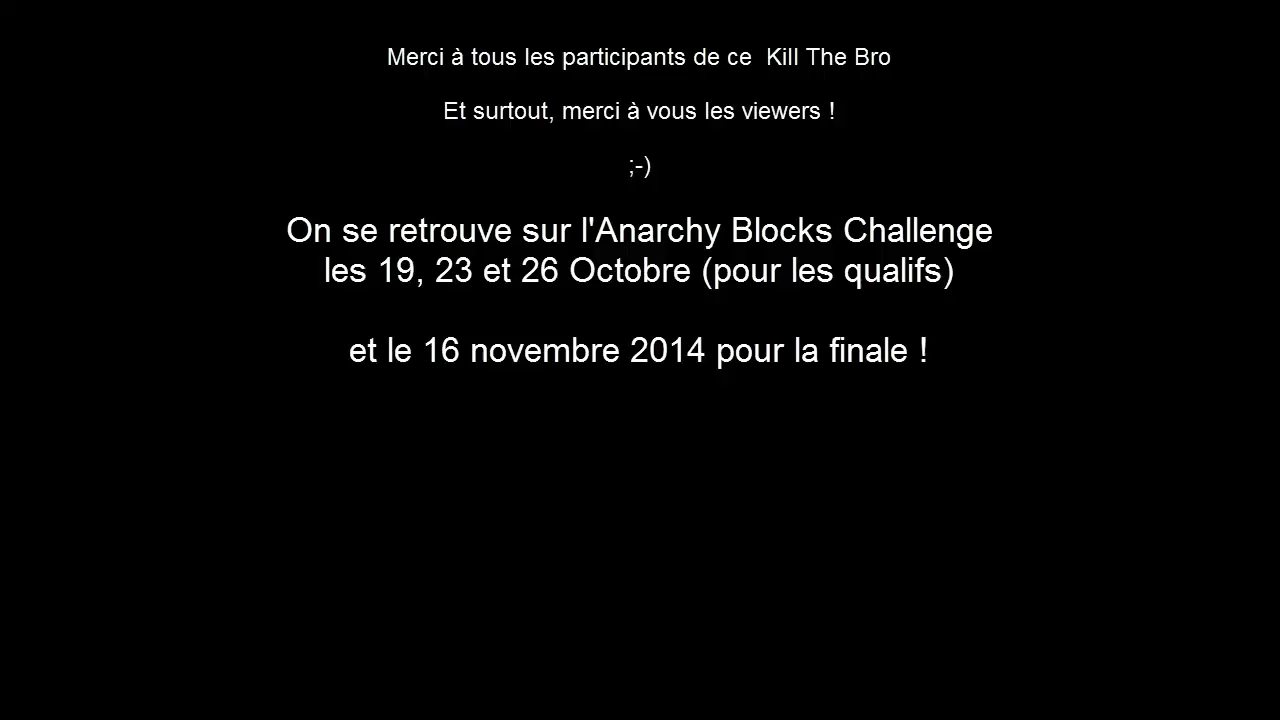 Merci à tous les participants de ce  Kill The Bro
Et surtout, merci à vous les viewers !
;-)
On se retrouve sur l'Anarchy Blocks Challenge
les 19, 23 et 26 Octobre (pour les qualifs)
et le 16 novembre 2014 pour la finale !